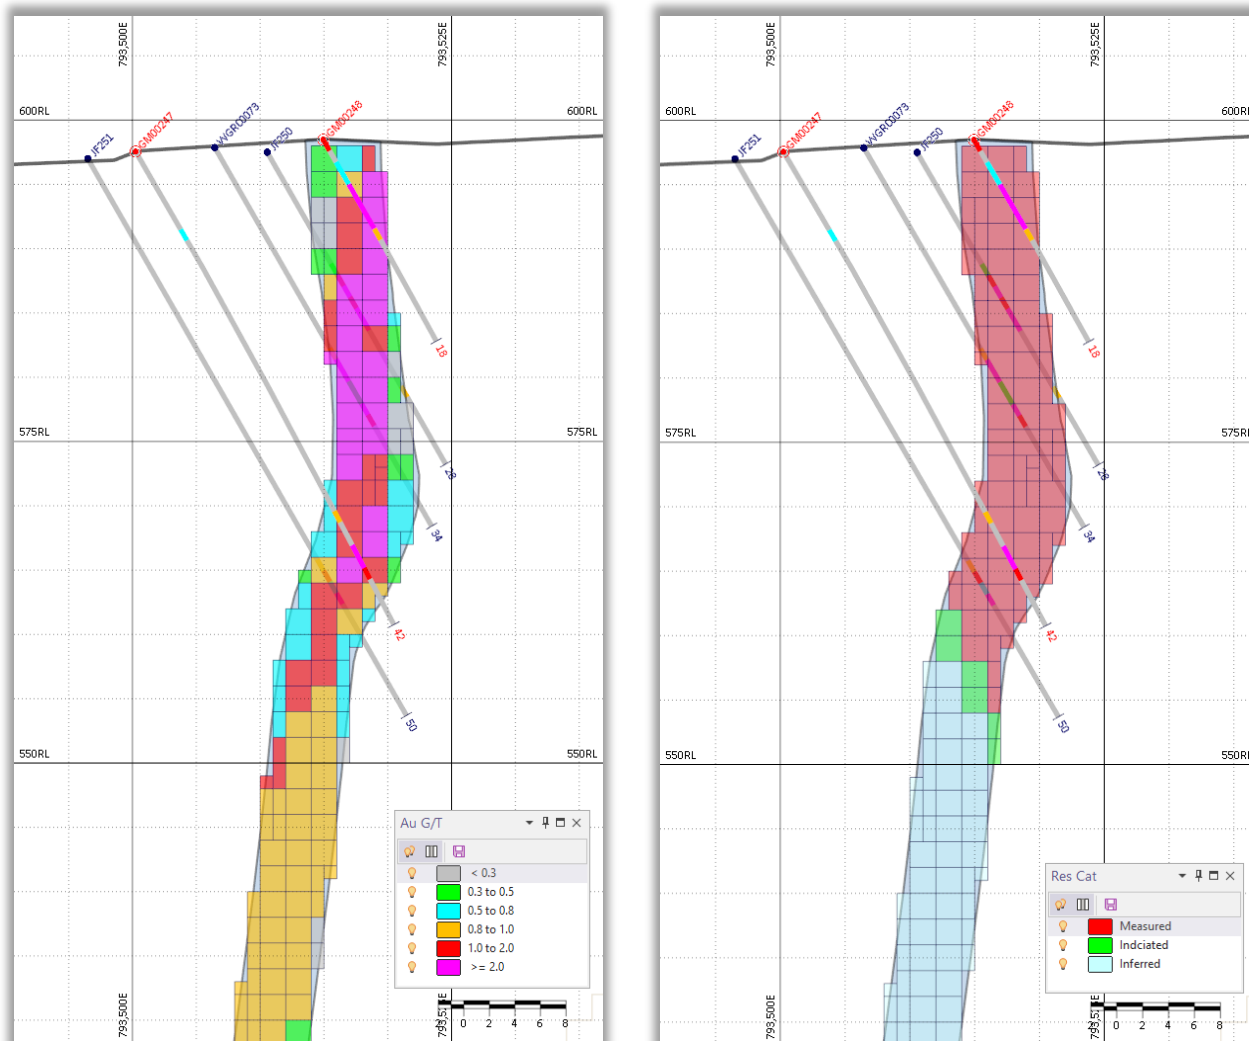 793,500E
793,525E
600RL
600RL
JF251
GM00247
WGRC0073
JF250
GM00248
18
575RL
575RL
28
34
42
50
550RL
550RL
Au G/T
< 0.3
0.3 to 0.5
0.5 to 0.8
0.8 to 1.0
1.0 to 2.0
>= 2.0
793,500E
0 2 4 6 8
793,500E
793,525E
600RL
600RL
JF251
GM00247
WGRC0073
JF250
GM00248
18
575RL
28
34
42
50
550RL
Res Cat
Measured
Indciated
Inferred
793,500E
0 2 4 6 8